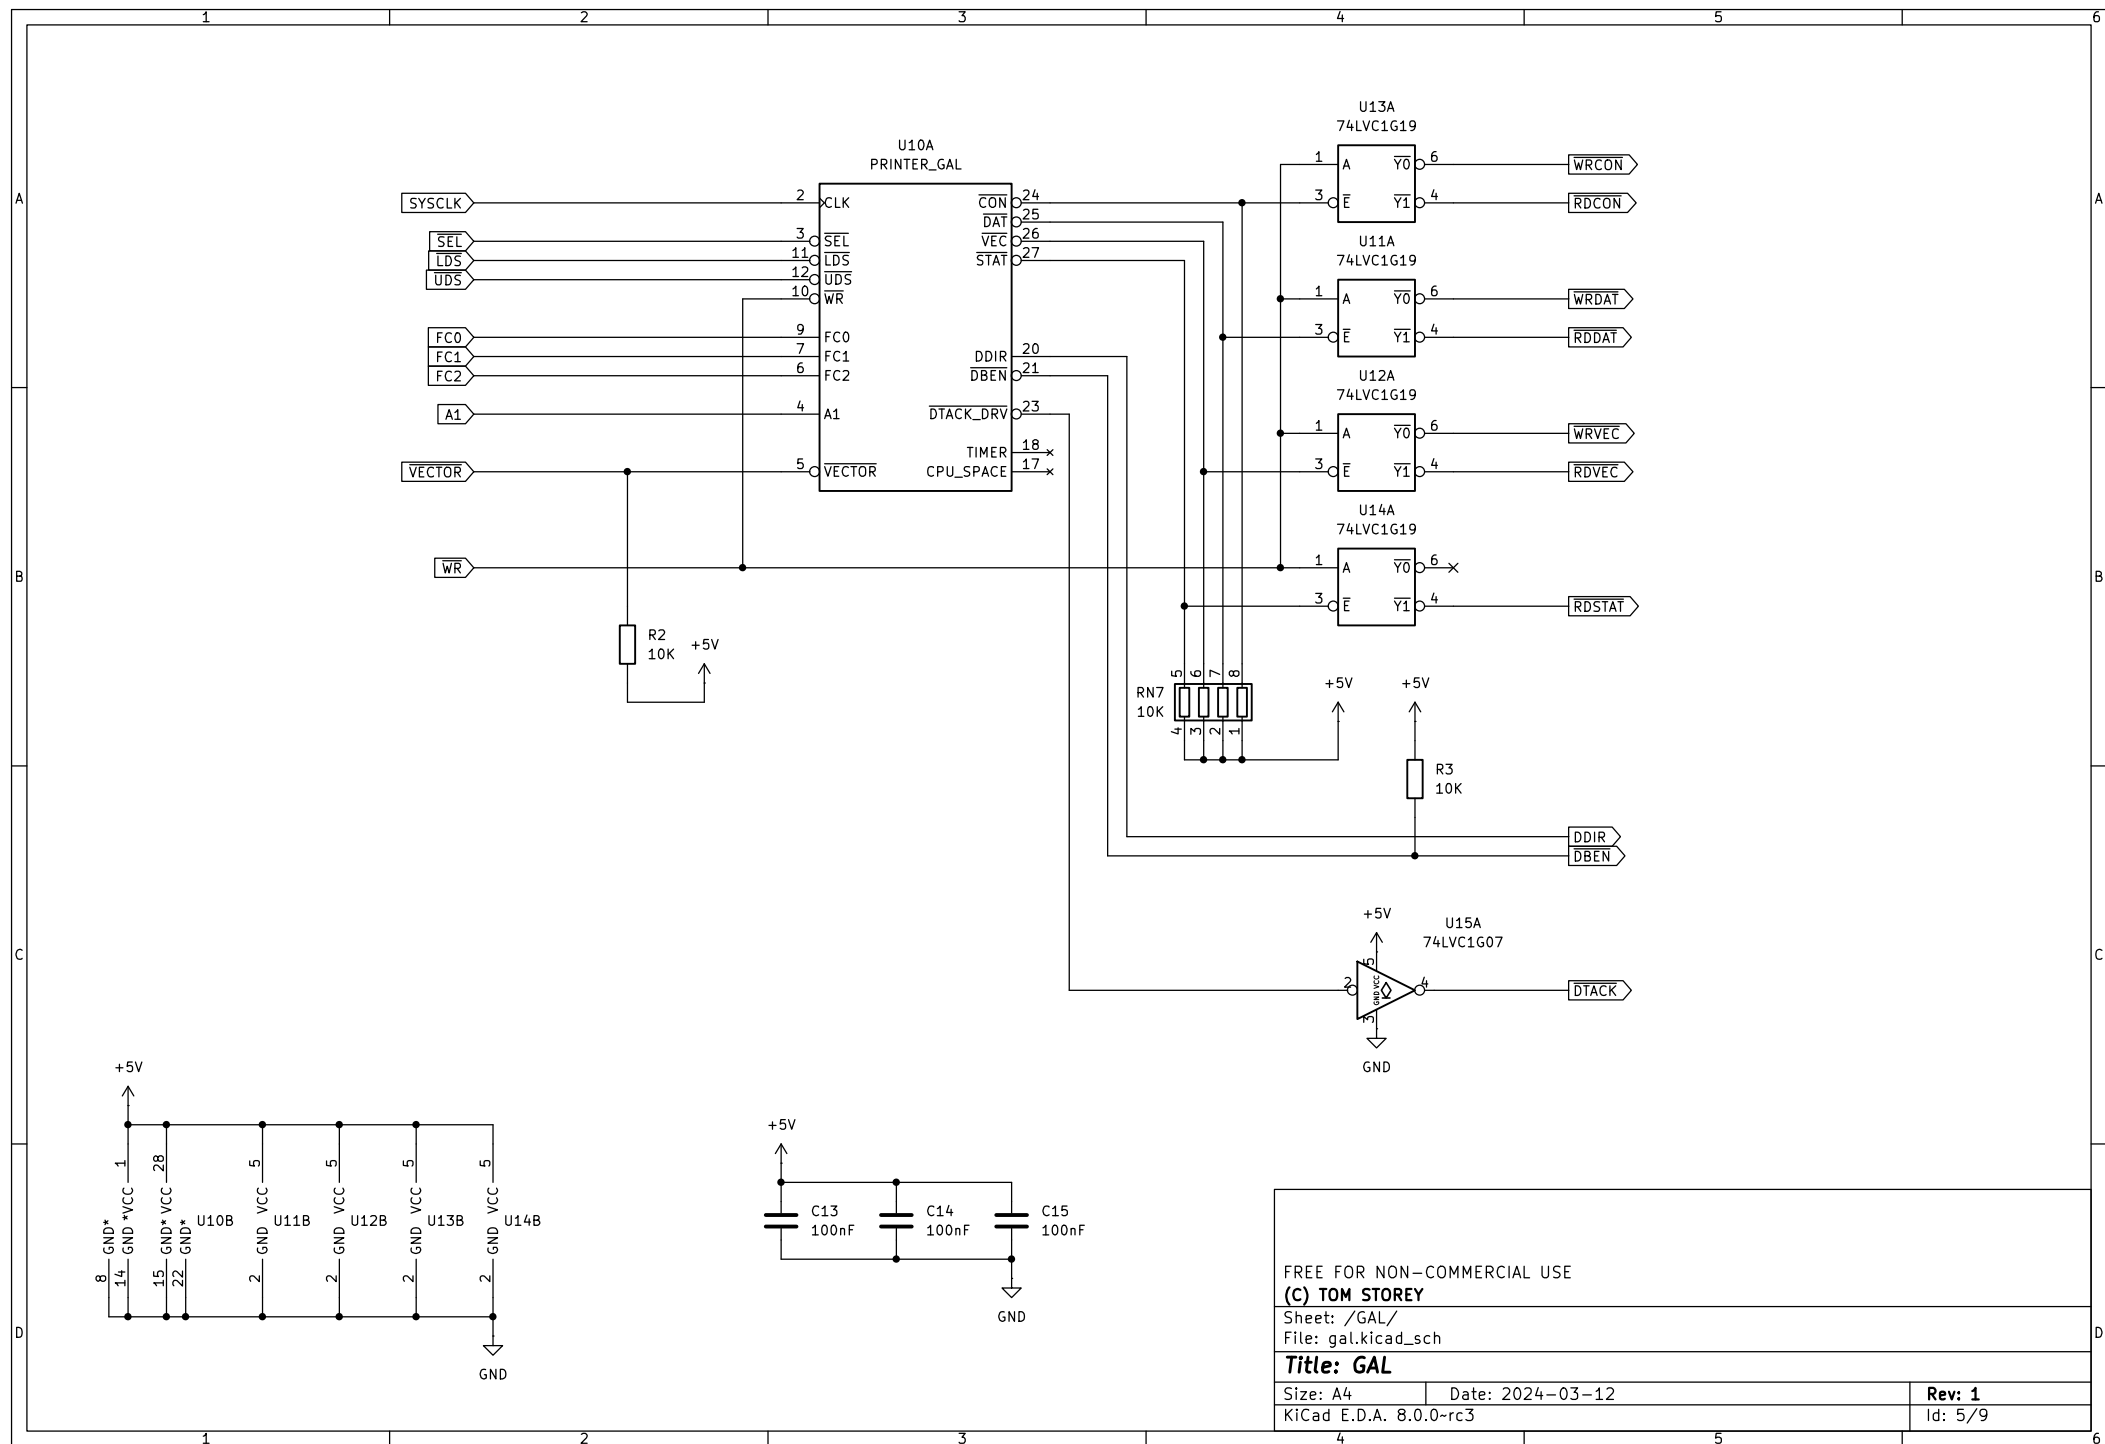 1 2 3 4 5 6
U13A
74LVC1G19
1 A Y0 6 WRCON
3 E Y1 4 RDCON
U10A
PRINTER_GAL
SYSCLK 2 CLK CON 24
DAT 25
SEL 3 SEL VEC 26
LDS 11 LDS STAT 27
UDS 12 UDS
10 WR
FC0 9 FC0
FC1 7 FC1 DDIR 20
FC2 6 FC2 DBEN 21
A1 4 A1 DTACK_DRV 23
TIMER 18
VECTOR 5 VECTOR CPU_SPACE 17
A A
U11A
74LVC1G19
1 A Y0 6 WRDAT
3 E Y1 4 RDDAT
U12A
74LVC1G19
1 A Y0 6 WRVEC
3 E Y1 4 RDVEC
U14A
74LVC1G19
WR 1 A Y0 6
3 E Y1 4 RDSTAT
B B
R2
10K
+5V
5 6 7 8
RN7
10K
4 3 2 1
+5V
+5V
R3
10K
DDIR
DBEN
+5V
U15A
74LVC1G07
2 5 VCC GND 3 4 DTACK
GND
C C
+5V
1 28 5 5 5 5
GND* GND *VCC GND* VCC GND* U10B GND VCC U11B GND VCC U12B GND VCC U13B GND VCC U14B
8 14 15 22 2 2 2 2
GND
+5V
C13
100nF
C14
100nF
C15
100nF
GND
D D
FREE FOR NON-COMMERCIAL USE
(C) TOM STOREY
Sheet: /GAL/
File: gal.kicad_sch
Title: GAL
Size: A4 Date: 2024-03-12 Rev: 1
KiCad E.D.A. 8.0.0~rc3 Id: 5/9
1 2 3 4 5 6